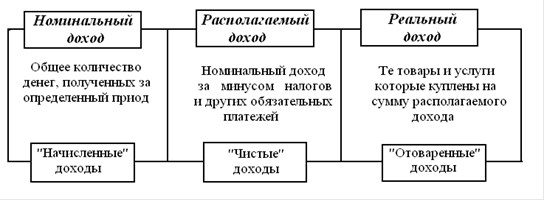 Номинальный
доход
Общее количество
денег, полученных за
определенный приод
"Начисленные"
доходы
Располагаемый
доход
Номинальный доход
за минусом налогов
и других обязательных
платежей
"Чистые"
доходы
Реальный
доход
Те товары и услуги
которые куплены на
сумму располагаемого
дохода
"Отоваренные"
доходы